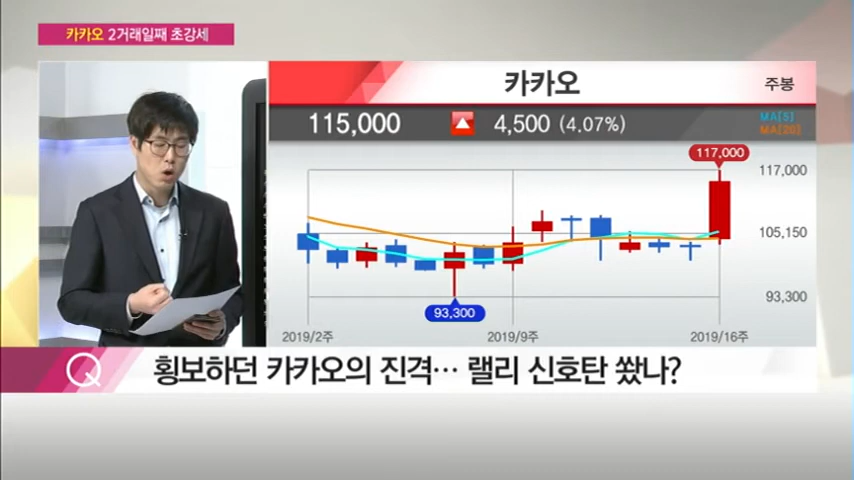 카카오 2거래일째 초강세
카카오
주봉
115,000 4,500 (4.07%)
MA[5]
MA[20]
117,000
117,000
105,150
93,300
93,300
2019/2주 2019/9주 2019/16주
Q 횡보하던 카카오의 진격… 랠리 신호탄 쐈나?